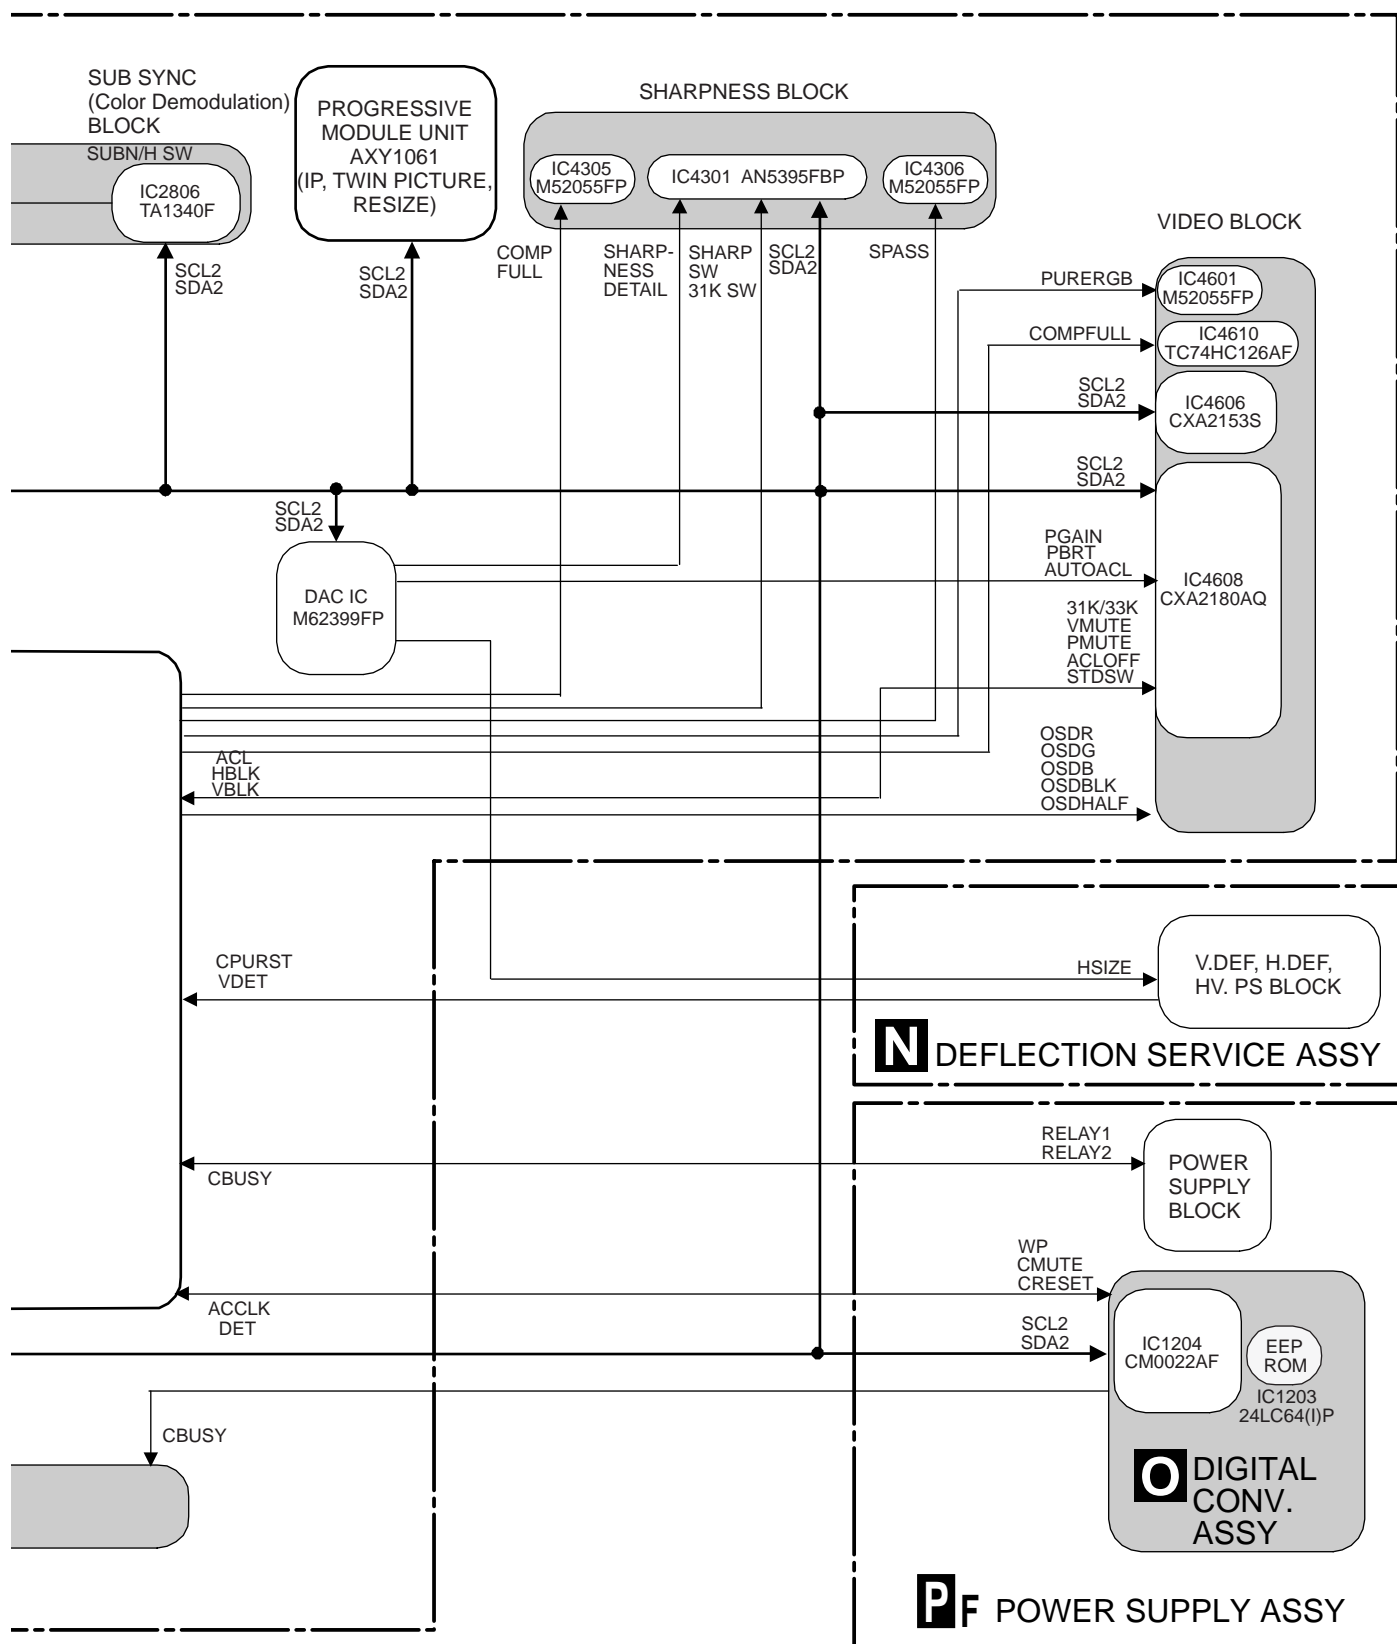 SUB SYNC
(Color Demodulation)
BLOCK
SUBN/H SW
IC2806
TA1340F
PROGRESSIVE
MODULE UNIT
AXY1061
(IP, TWIN PICTURE,
RESIZE)
SHARPNESS BLOCK
IC4305
M52055FP
IC4301 AN5395FBP
IC4306
M52055FP
VIDEO BLOCK
SCL2
SDA2
SCL2
SDA2
COMP
FULL
SHARP-
NESS
DETAIL
SHARP
SW
31K SW
SCL2
SDA2
SPASS
PURERGB
IC4601
M52055FP
COMPFULL
IC4610
TC74HC126AF
SCL2
SDA2
IC4606
CXA2153S
SCL2
SDA2
SCL2
SDA2
DAC IC
M62399FP
PGAIN
PBRT
AUTOACL
IC4608
CXA2180AQ
31K/33K
VMUTE
PMUTE
ACLOFF
STDSW
ACL
HBLK
VBLK
OSDR
OSDG
OSDB
OSDBLK
OSDHALF
CPURST
VDET
HSIZE
V.DEF, H.DEF,
HV. PS BLOCK
N DEFLECTION SERVICE ASSY
RELAY1
RELAY2
POWER
SUPPLY
BLOCK
CBUSY
WP
CMUTE
CRESET
ACCLK
DET
SCL2
SDA2
IC1204
CM0022AF
EEP
ROM
IC1203
24LC64(I)P
CBUSY
O DIGITAL
CONV.
ASSY
P F POWER SUPPLY ASSY